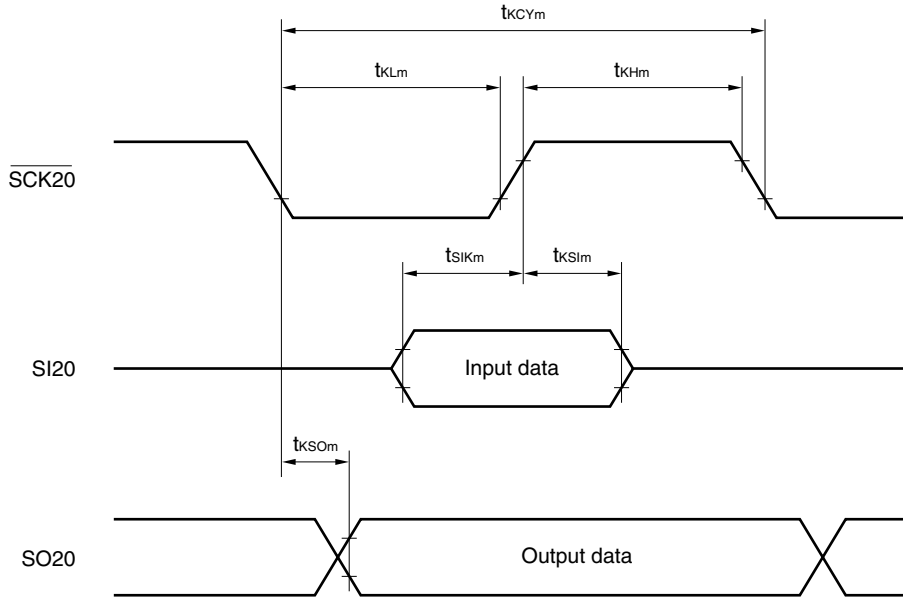 tKCYm
tKLm
tKHm
SCK20
tSIKm
tKSIm
SI20
Input data
tKSOm
SO20
Output data